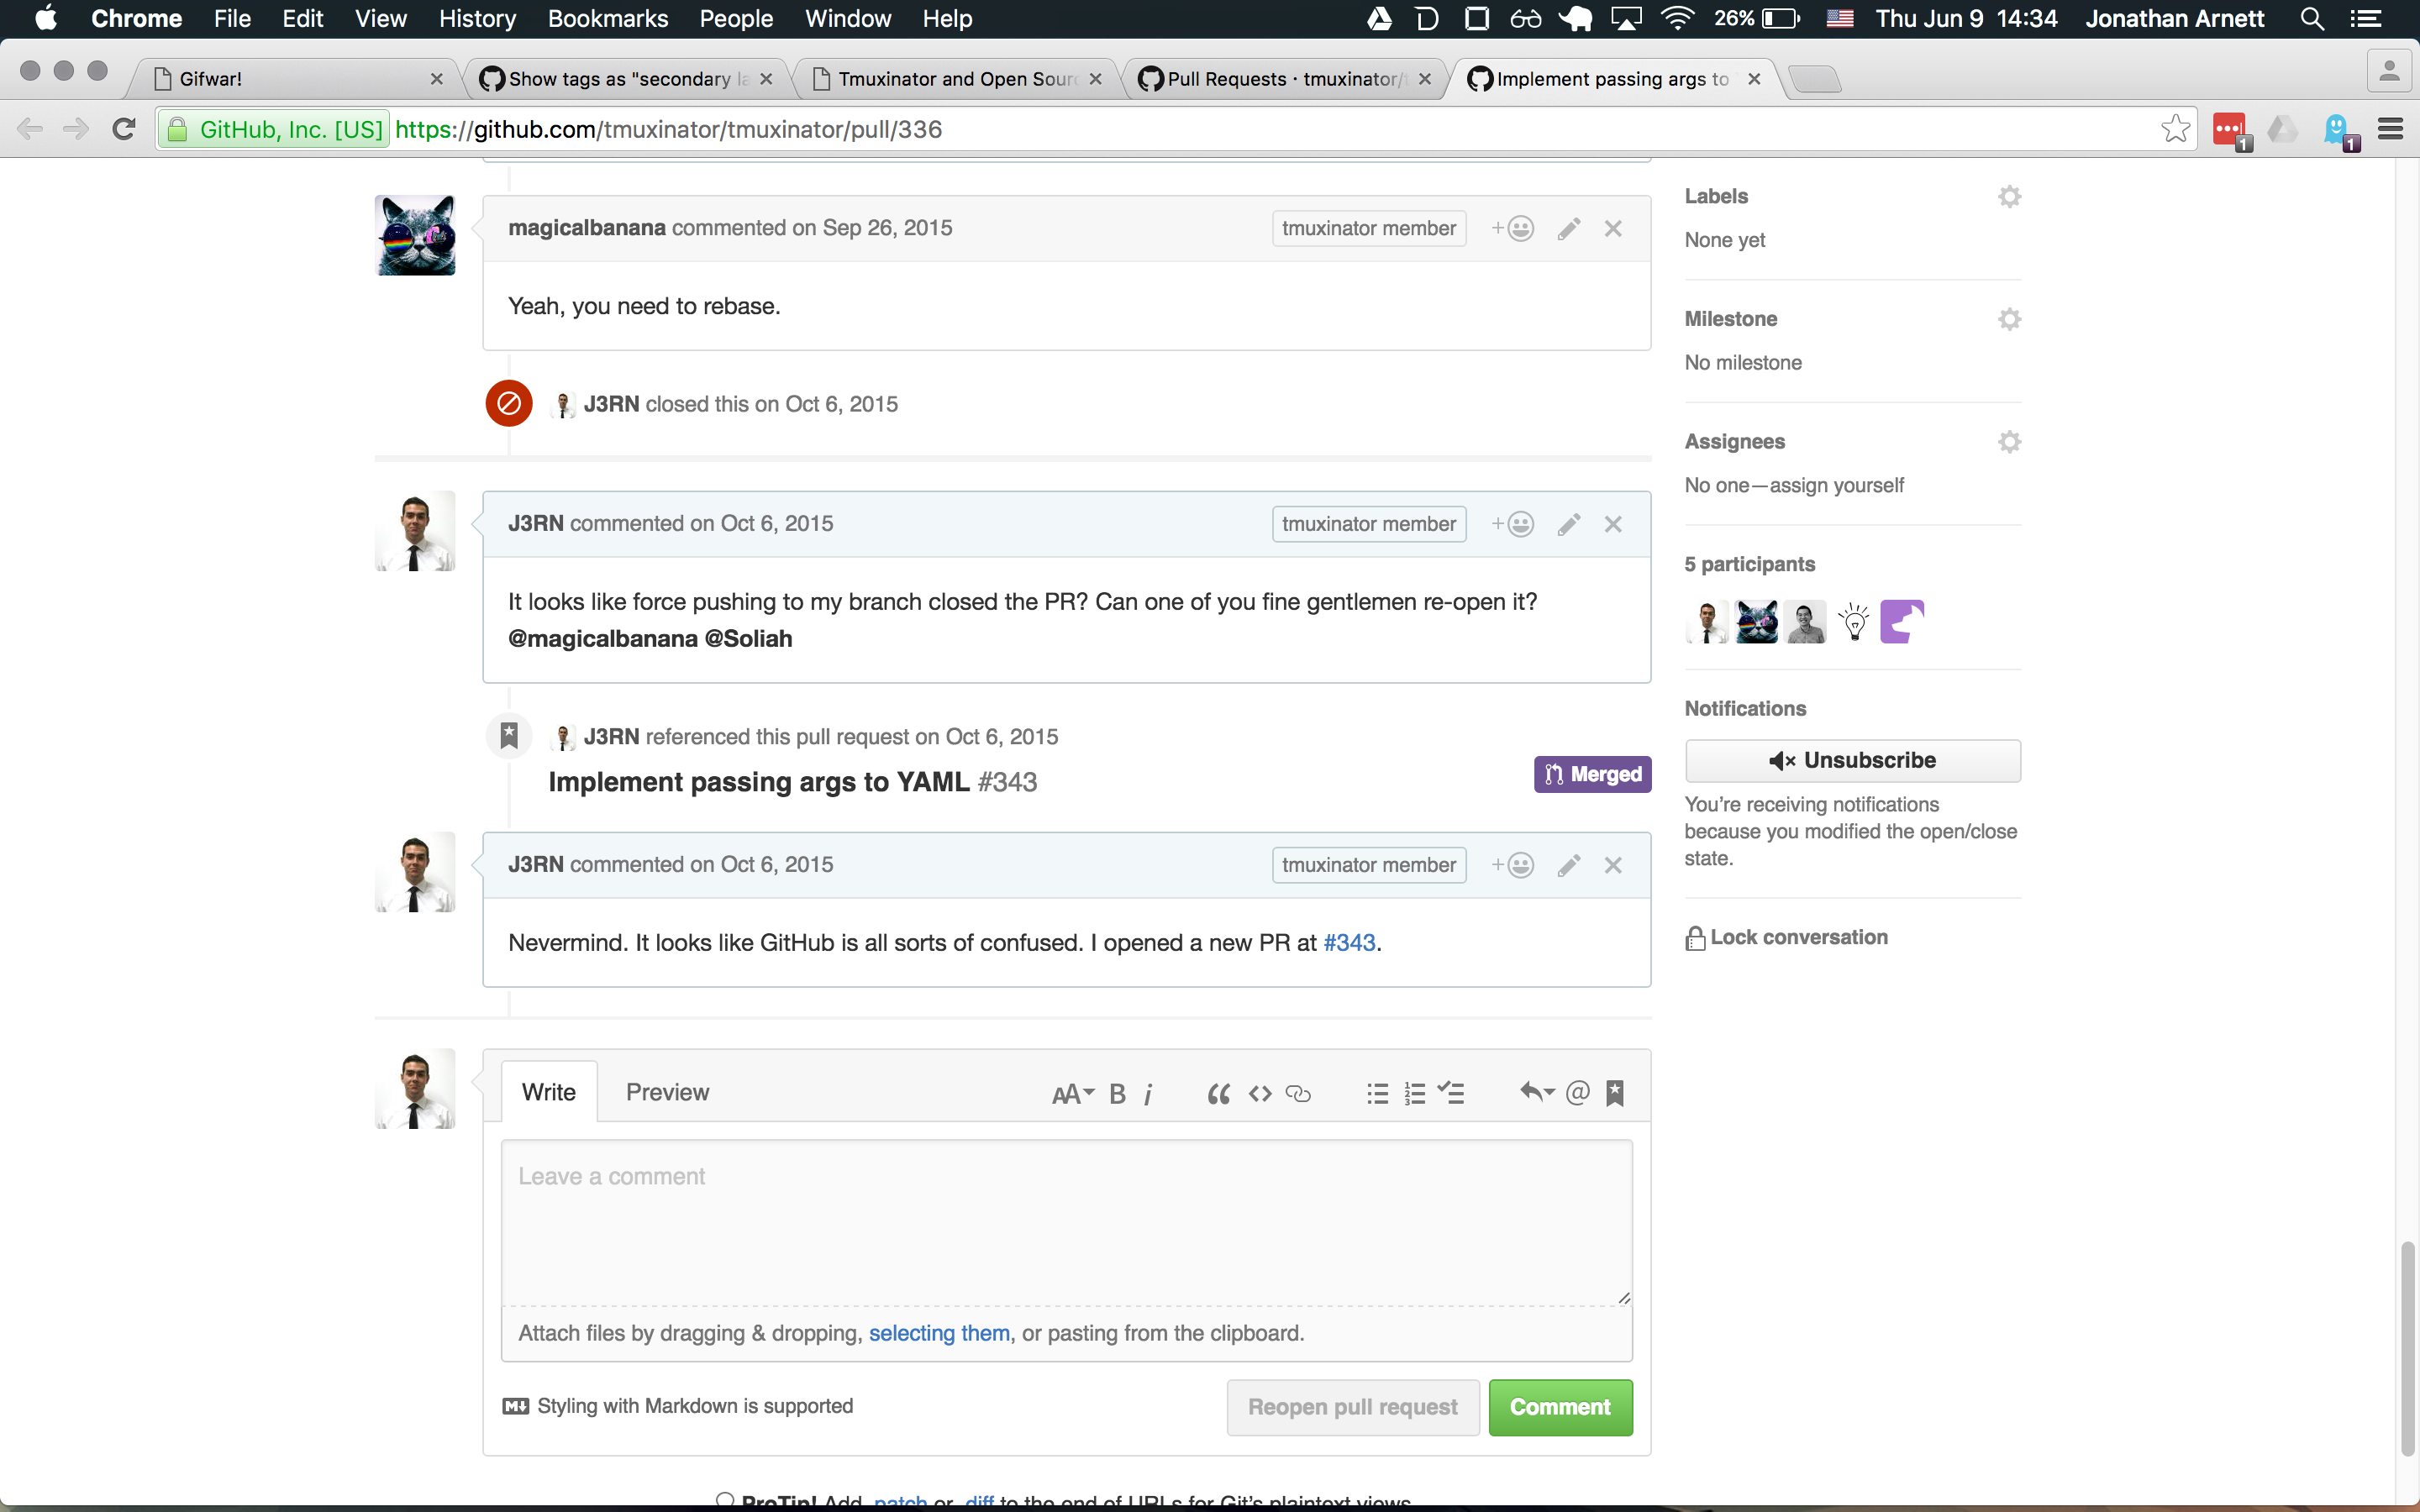 Chrome File Edit View History Bookmarks People Window Help 26% Thu Jun 9 14:34 Jonathan Arnett
Gifwar! Show tags as "secondary la Tmuxinator and Open Sour Pull Requests · tmuxinator/ Implement passing args to
GitHub, Inc. [US] https://github.com/tmuxinator/tmuxinator/pull/336
1 1
magicalbanana commented on Sep 26, 2015 tmuxinator member
Yeah, you need to rebase.
J3RN closed this on Oct 6, 2015
J3RN commented on Oct 6, 2015 tmuxinator member
It looks like force pushing to my branch closed the PR? Can one of you fine gentlemen re-open it?
@magicalbanana @Soliah
J3RN referenced this pull request on Oct 6, 2015
Implement passing args to YAML #343 Merged
J3RN commented on Oct 6, 2015 tmuxinator member
Nevermind. It looks like GitHub is all sorts of confused. I opened a new PR at #343.
Write Preview AA B i @
Leave a comment
Attach files by dragging & dropping, selecting them, or pasting from the clipboard.
Styling with Markdown is supported Reopen pull request Comment
ProTip! Add .patch or .diff to the end of URLs for Git's plaintext views.
Labels
None yet
Milestone
No milestone
Assignees
No one—assign yourself
5 participants
Notifications
Unsubscribe
You're receiving notifications
because you modified the open/close
state.
Lock conversation